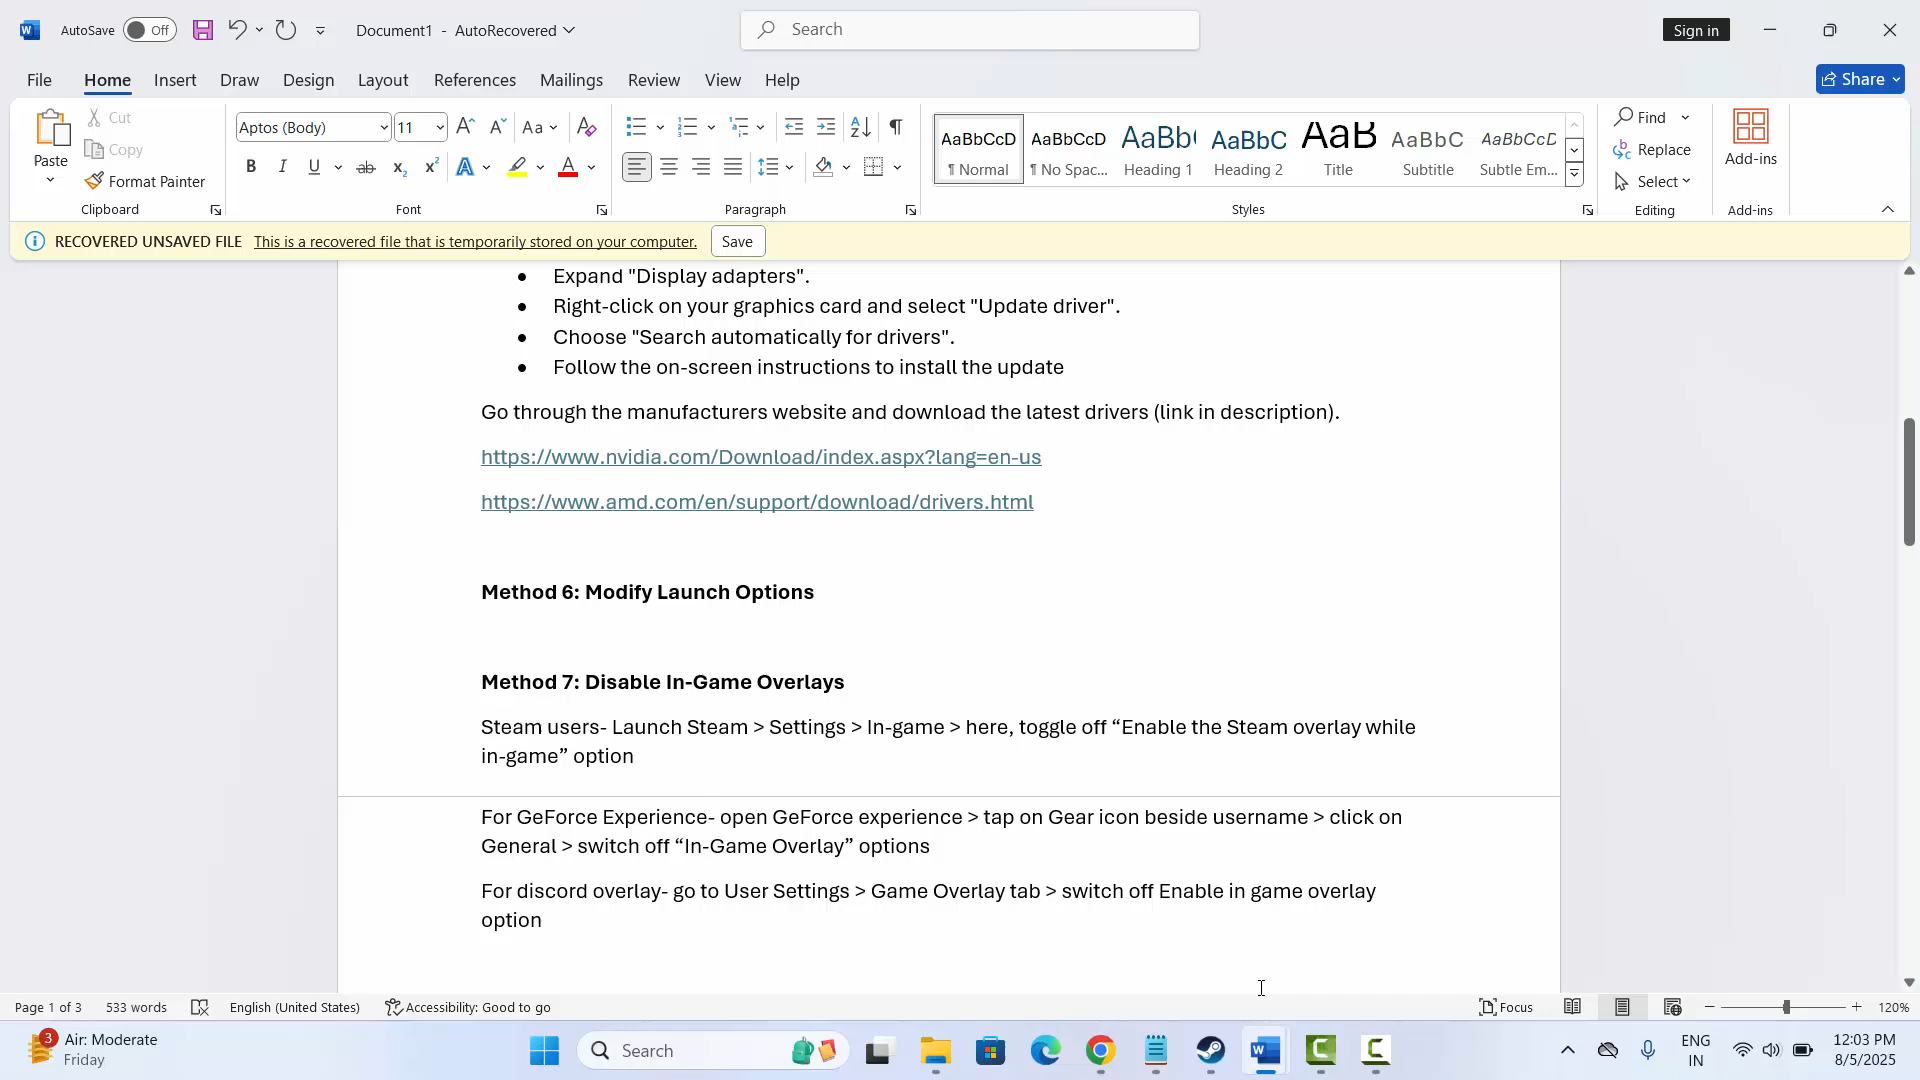 AutoSave Off Document1 - AutoRecovered Search Sign in
File Home Insert Draw Design Layout References Mailings Review View Help Share
Paste Cut Copy Format Painter Clipboard
Aptos (Body) 11 Aa Font
Paragraph
AaBbCcD ¶ Normal
AaBbCcD ¶ No Spac...
AaBb( Heading 1
AaBbC Heading 2
AaB Title
AaBbC Subtitle
AaBbCcD Subtle Em...
Styles
Find Replace Select Editing
Add-ins Add-ins
RECOVERED UNSAVED FILE This is a recovered file that is temporarily stored on your computer. Save
• Expand "Display adapters".
• Right-click on your graphics card and select "Update driver".
• Choose "Search automatically for drivers".
• Follow the on-screen instructions to install the update
Go through the manufacturers website and download the latest drivers (link in description).
https://www.nvidia.com/Download/index.aspx?lang=en-us
https://www.amd.com/en/support/download/drivers.html
Method 6: Modify Launch Options
Method 7: Disable In-Game Overlays
Steam users- Launch Steam > Settings > In-game > here, toggle off “Enable the Steam overlay while
in-game” option
For GeForce Experience- open GeForce experience > tap on Gear icon beside username > click on
General > switch off “In-Game Overlay” options
For discord overlay- go to User Settings > Game Overlay tab > switch off Enable in game overlay
option
Page 1 of 3 533 words English (United States) Accessibility: Good to go Focus 120%
3 Air: Moderate
Friday
Search
ENG
IN
12:03 PM
8/5/2025